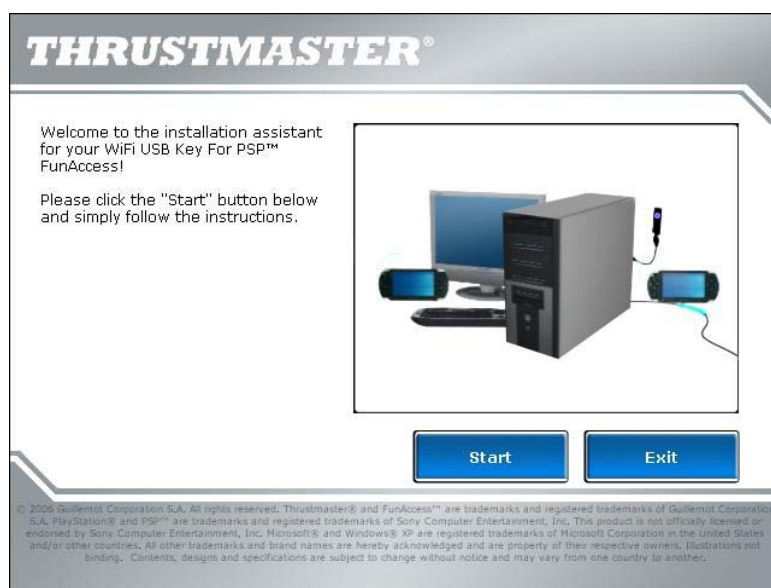 THRUSTMASTER®
Welcome to the installation assistant
for your WiFi USB Key For PSP™
FunAccess!
Please click the "Start" button below
and simply follow the instructions.
Start
Exit
© 2006 Guillemot Corporation S.A. All rights reserved. Thrustmaster® and FunAccess™ are trademarks and registered trademarks of Guillemot Corporation
S.A. PlayStation® and PSP™ are trademarks and registered trademarks of Sony Computer Entertainment, Inc. This product is not officially licensed or
endorsed by Sony Computer Entertainment, Inc. Microsoft® and Windows® XP are registered trademarks of Microsoft Corporation in the United States
and/or other countries. All other trademarks and brand names are hereby acknowledged and are property of their respective owners. Illustrations not
binding. Contents, designs and specifications are subject to change without notice and may vary from one country to another.